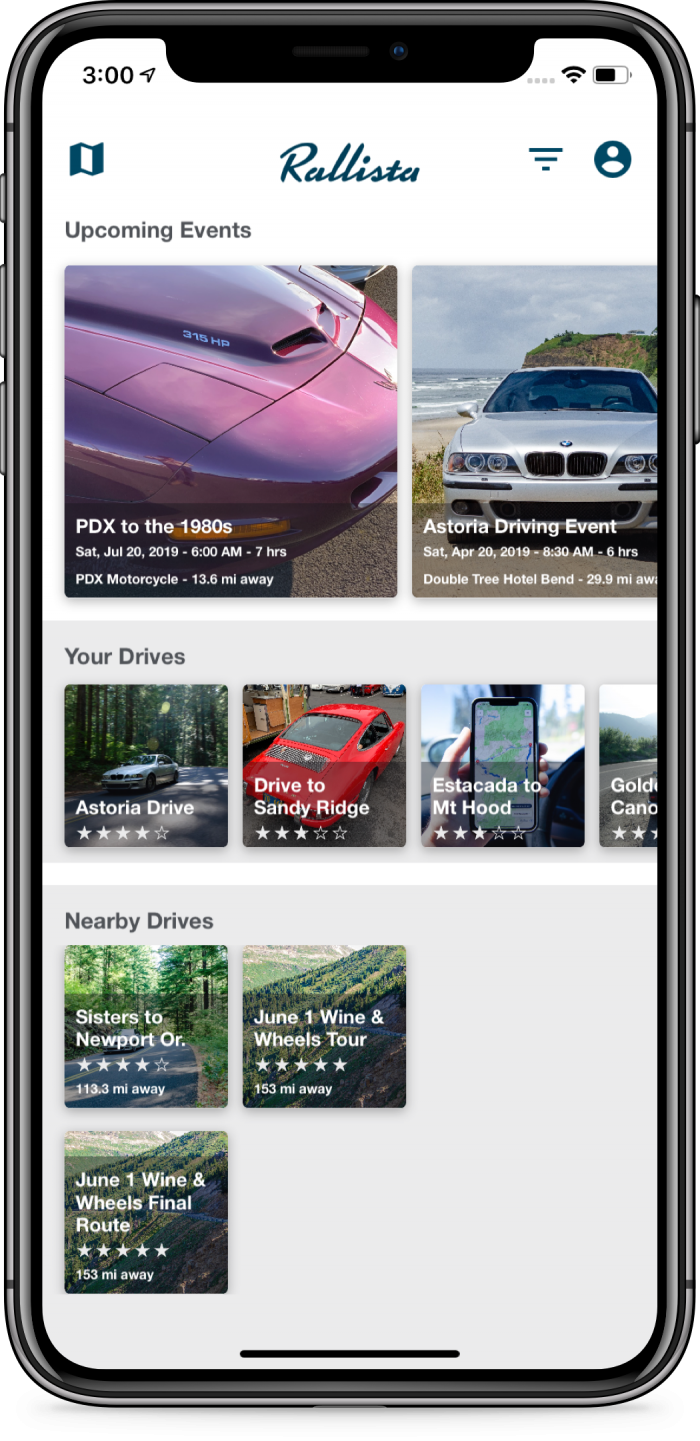 3:00
Rallista
Upcoming Events
315 HP
PDX to the 1980s
Sat, Jul 20, 2019 - 6:00 AM - 7 hrs
PDX Motorcycle - 13.6 mi away
Astoria Driving Event
Sat, Apr 20, 2019 - 8:30 AM - 6 hrs
Double Tree Hotel Bend - 29.9 mi awa
Your Drives
Astoria Drive
★★★★☆
Drive to
Sandy Ridge
★★★☆☆
Estacada to
Mt Hood
★★★☆☆
Golde
Cano
★★★
Nearby Drives
Sisters to
Newport Or.
★★★★☆
113.3 mi away
June 1 Wine &
Wheels Tour
★★★★★
153 mi away
June 1 Wine &
Wheels Final
Route
★★★★★
153 mi away